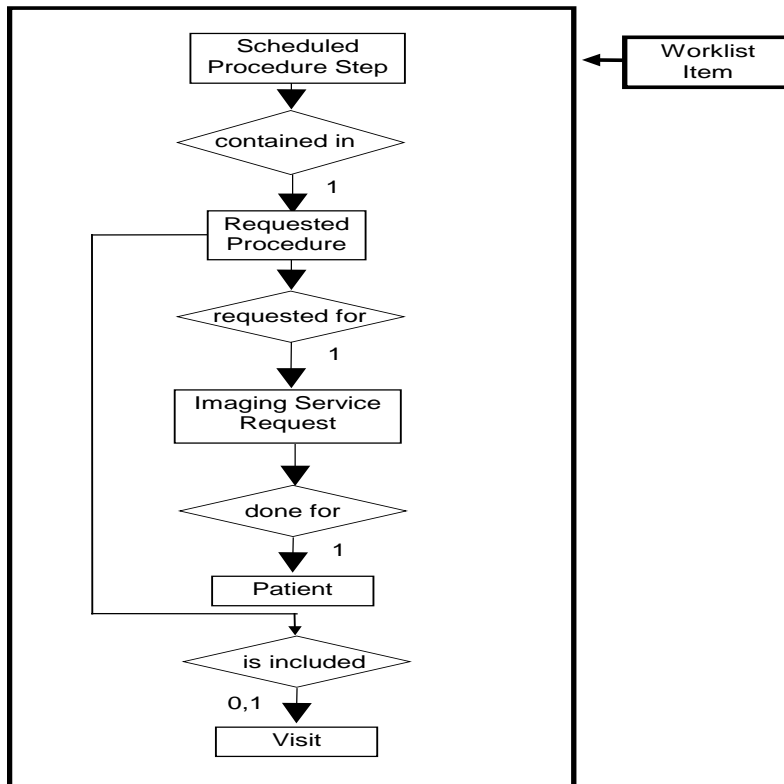 Scheduled
Procedure Step
Worklist
Item
contained in
1
Requested
Procedure
requested for
1
Imaging Service
Request
done for
1
Patient
is included
0,1
Visit